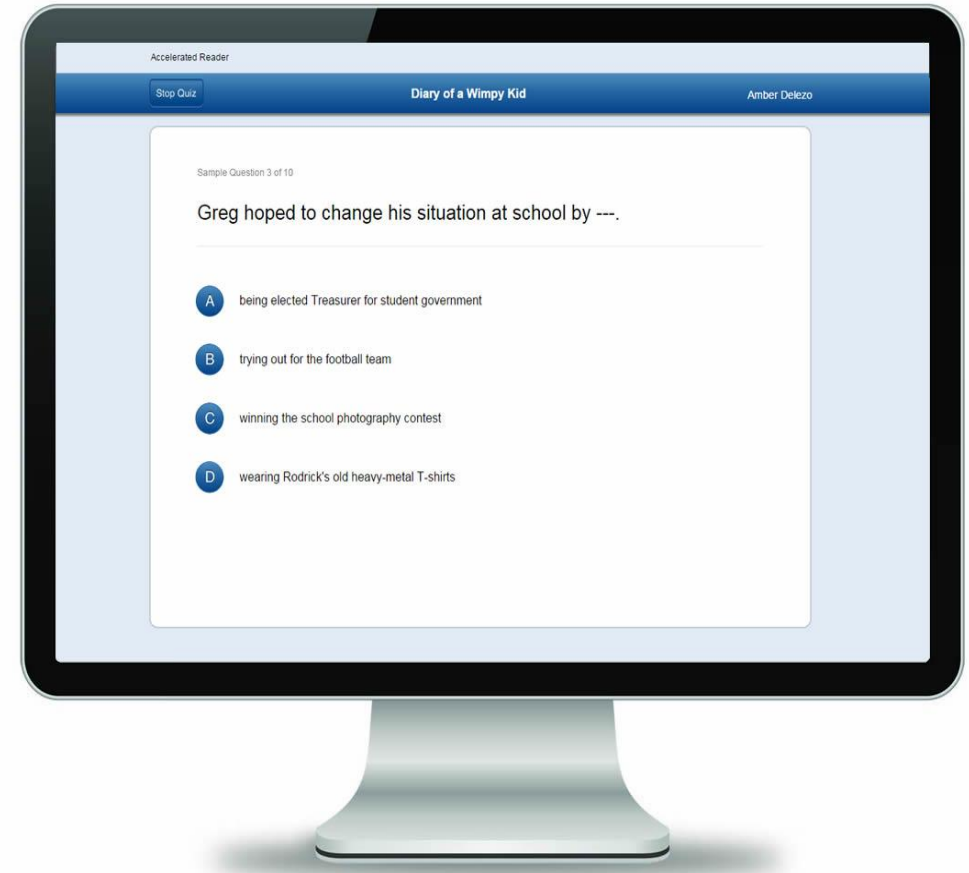 Accelerated Reader
Stop Quiz
Diary of a Wimpy Kid
Amber Delezo
Sample Question 3 of 10
Greg hoped to change his situation at school by ---.
A being elected Treasurer for student government
B trying out for the football team
C winning the school photography contest
D wearing Rodrick's old heavy-metal T-shirts